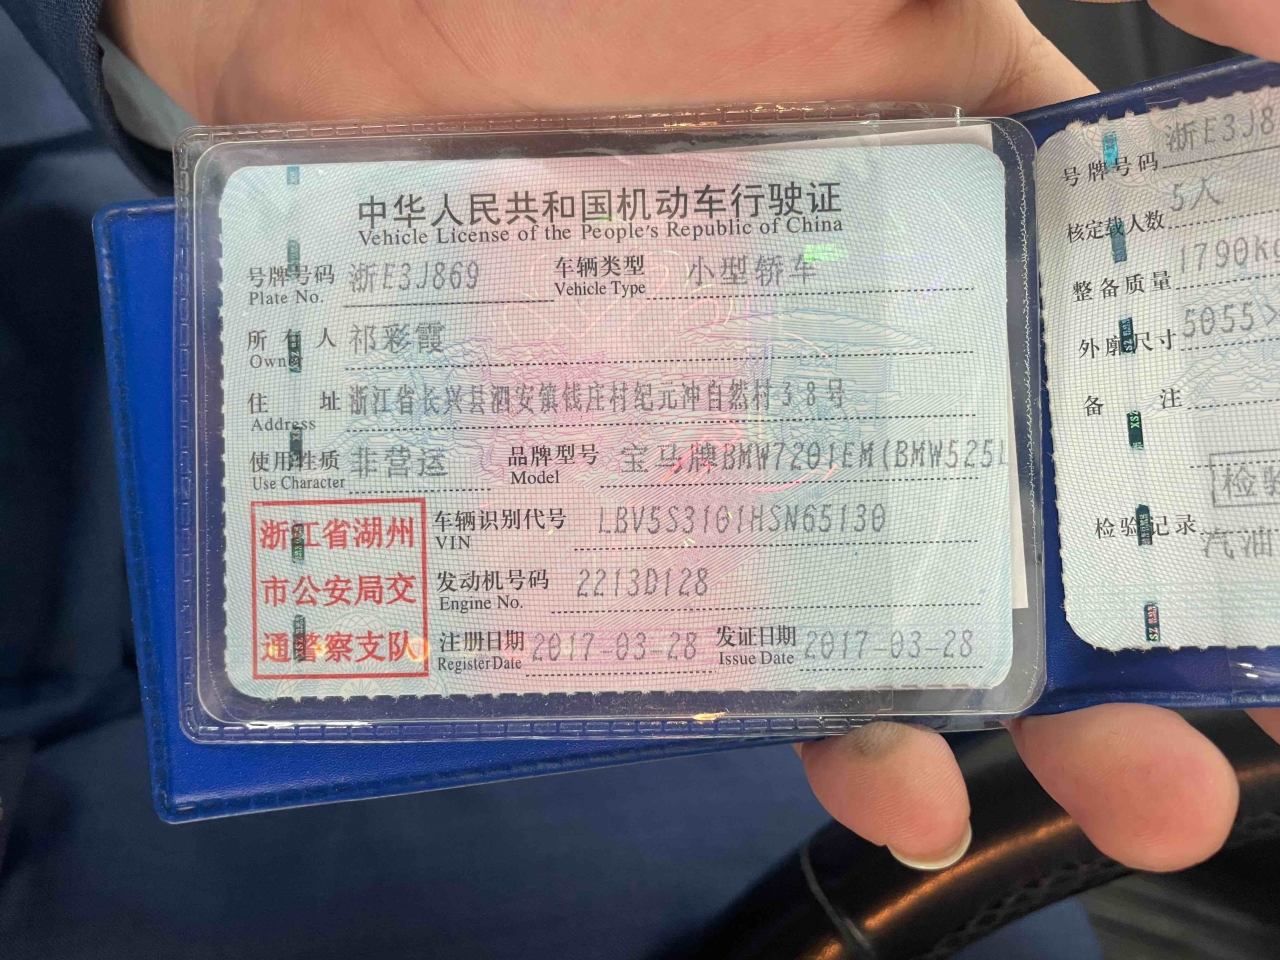 中华人民共和国机动车行驶证
Vehicle License of the People's Republic of China
号牌号码 浙E3J869 车辆类型 小型轿车
Plate No. Vehicle Type
所有人 祁彩霞
Owner
住址 浙江省长兴县泗安镇钱庄村纪元冲自然村38号
Address
使用性质 非营运 品牌型号 宝马牌BMW7201EM(BMW525L
Use Character Model
车辆识别代号 LBV5S3101HSN65130
VIN
发动机号码 2213D128
Engine No.
注册日期 2017-03-28 发证日期 2017-03-28
Register Date Issue Date
浙江省湖州
市公安局交
通警察支队
号牌号码 浙E3J8
核定载人数 5人
整备质量 1790k
外廓尺寸 5055×
备注
检验记录
检验
汽油